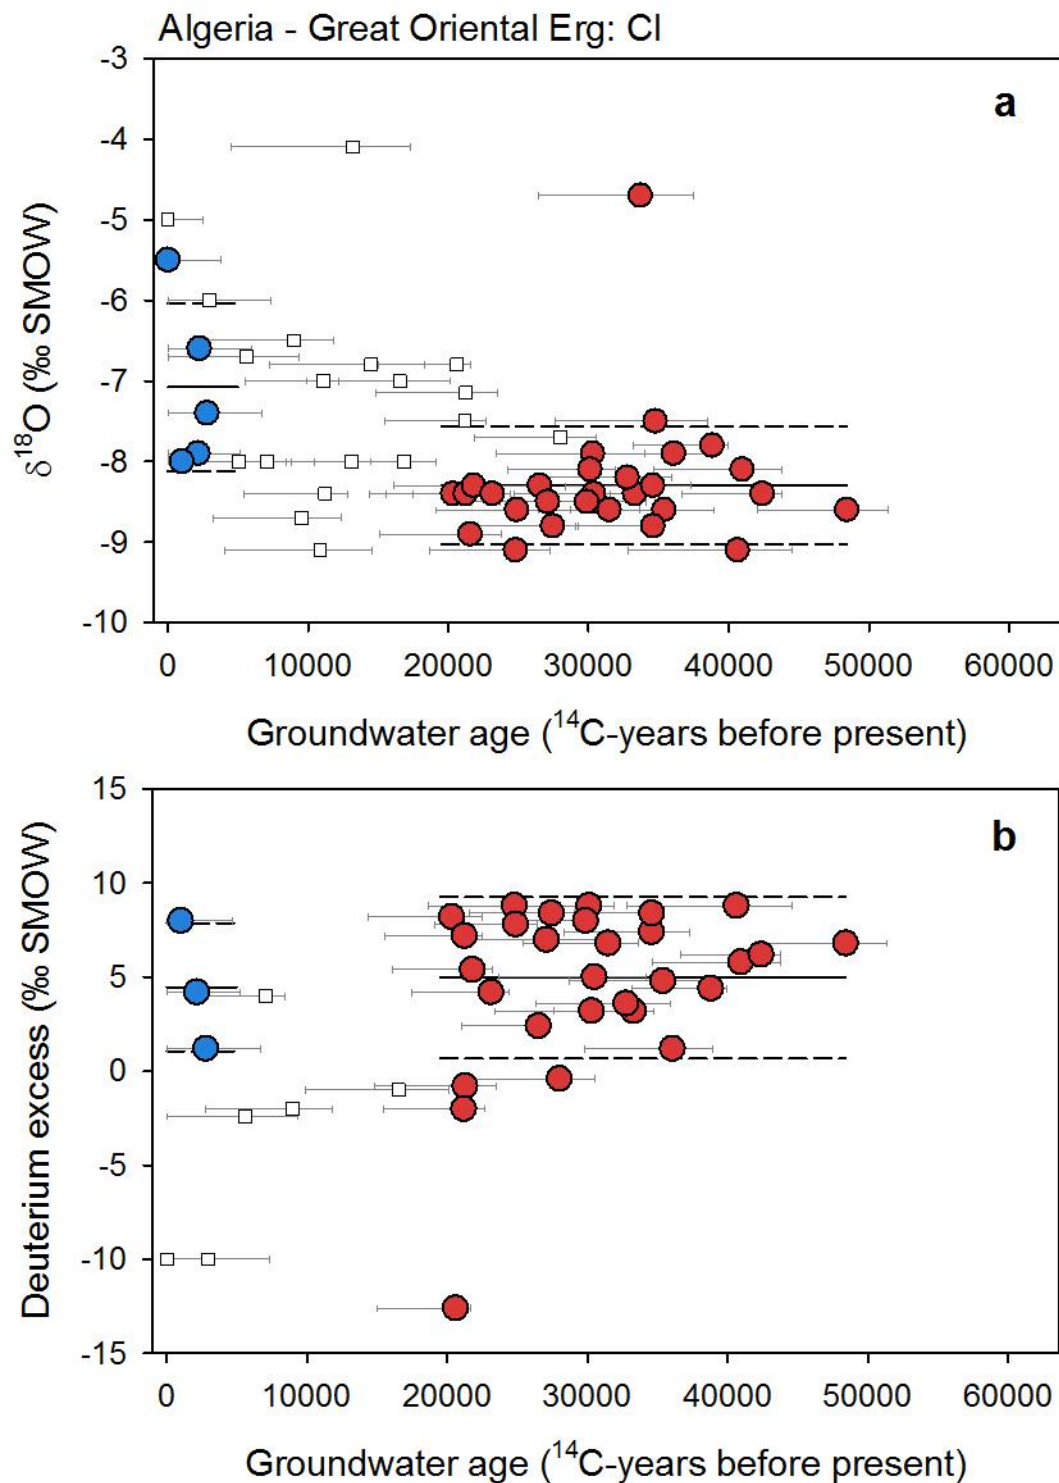 Algeria - Great Oriental Erg: CI
-3
a
-4
-5
-6
-7
-8
-9
-10
δ¹⁸O (‰ SMOW)
0 10000 20000 30000 40000 50000 60000
Groundwater age (¹⁴C-years before present)
15
b
10
5
0
-5
-10
-15
Deuterium excess (‰ SMOW)
0 10000 20000 30000 40000 50000 60000
Groundwater age (¹⁴C-years before present)